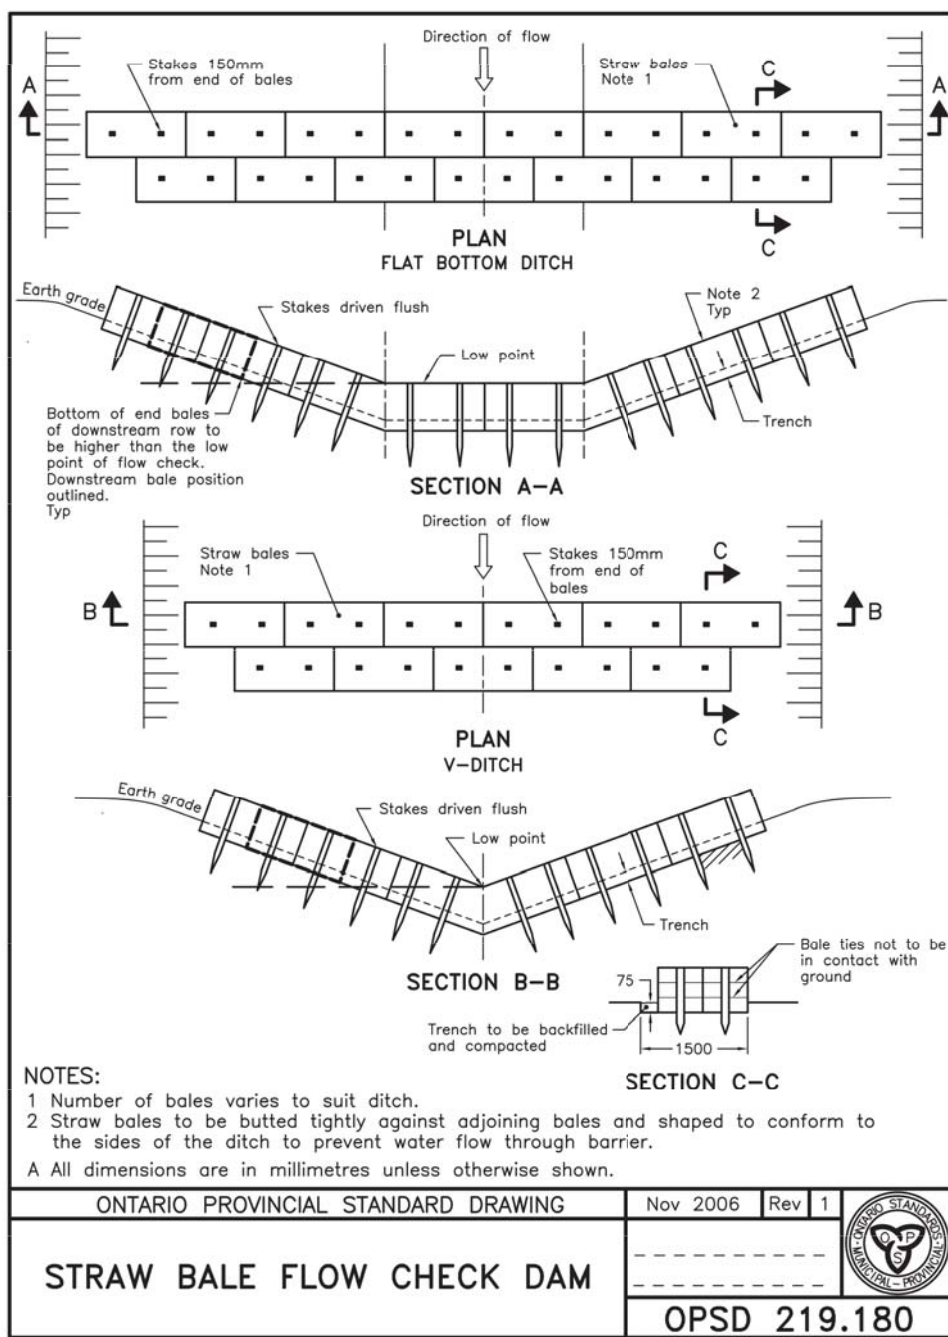 Direction of flow
Stakes 150mm
from end of bales
Straw bales
Note 1
C
A
A
C
PLAN
FLAT BOTTOM DITCH
Earth grade
Stakes driven flush
Note 2
Typ
Low point
Trench
Bottom of end bales
of downstream row to
be higher than the low
point of flow check.
Downstream bale position
outlined.
Typ
SECTION A-A
Direction of flow
Straw bales
Note 1
Stakes 150mm
from end of
bales
C
B
B
C
PLAN
V-DITCH
Earth grade
Stakes driven flush
Low point
Trench
SECTION B-B
Bale ties not to be
in contact with
ground
75
Trench to be backfilled
and compacted
1500
SECTION C-C
NOTES:
1 Number of bales varies to suit ditch.
2 Straw bales to be butted tightly against adjoining bales and shaped to conform to
the sides of the ditch to prevent water flow through barrier.
A All dimensions are in millimetres unless otherwise shown.
ONTARIO PROVINCIAL STANDARD DRAWING
Nov 2006
Rev
1
ONTARIO STANDARDS
MUNICIPAL-PROVINCIAL
O P S
STRAW BALE FLOW CHECK DAM
OPSD 219.180